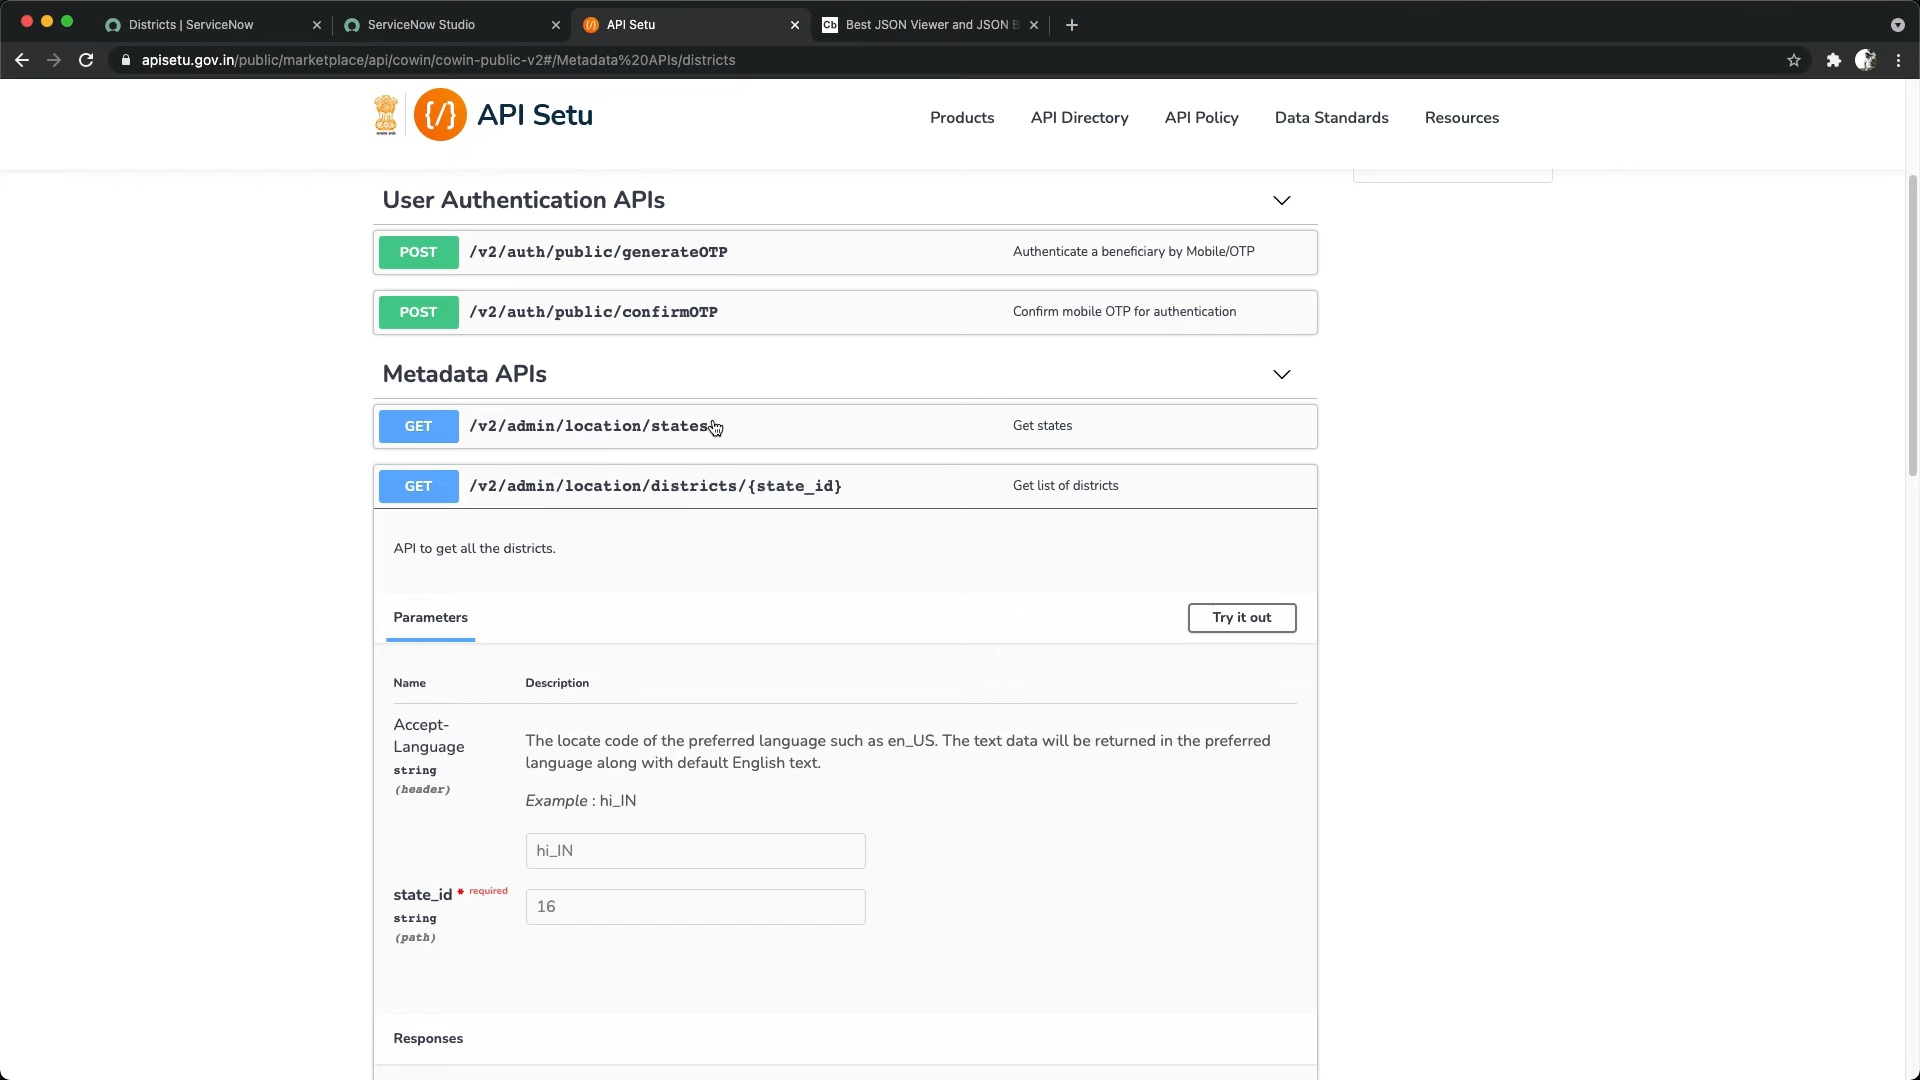 Districts | ServiceNow
ServiceNow Studio
{/} API Setu
Cb Best JSON Viewer and JSON B
apisetu.gov.in/public/marketplace/api/cowin/cowin-public-v2#/Metadata%20APIs/districts
{/} API Setu
Products API Directory API Policy Data Standards Resources
User Authentication APIs
POST /v2/auth/public/generateOTP Authenticate a beneficiary by Mobile/OTP
POST /v2/auth/public/confirmOTP Confirm mobile OTP for authentication
Metadata APIs
GET /v2/admin/location/states Get states
GET /v2/admin/location/districts/{state_id} Get list of districts
API to get all the districts.
Parameters Try it out
Name Description
Accept-
Language
string
(header)
The locate code of the preferred language such as en_US. The text data will be returned in the preferred
language along with default English text.
Example : hi_IN
hi_IN
state_id * required
string
(path)
16
Responses